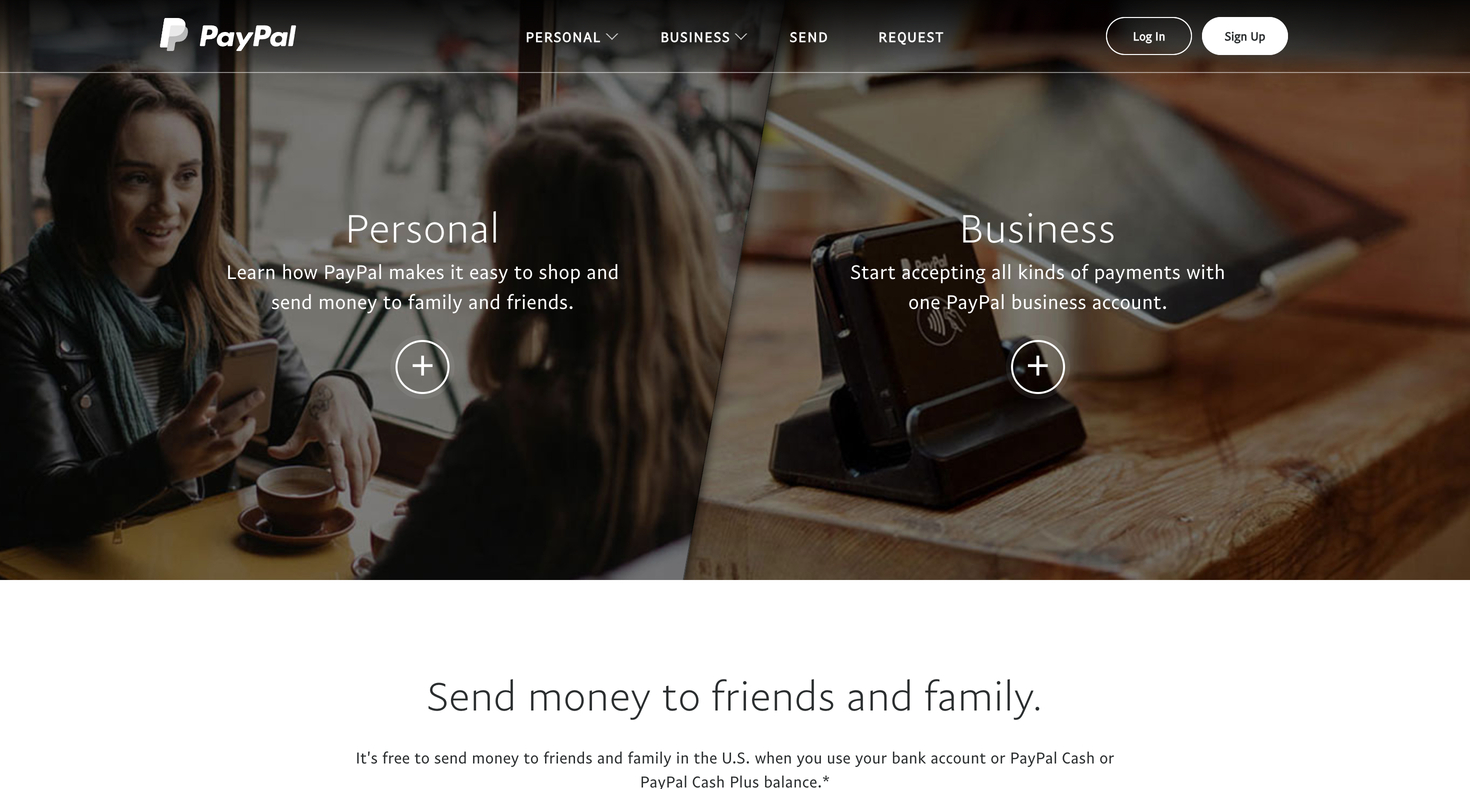 PayPal
PERSONAL
BUSINESS
SEND
REQUEST
Log In
Sign Up
Personal
Learn how PayPal makes it easy to shop and
send money to family and friends.
Business
Start accepting all kinds of payments with
one PayPal business account.
PayPal
Send money to friends and family.
It's free to send money to friends and family in the U.S. when you use your bank account or PayPal Cash or
PayPal Cash Plus balance.*